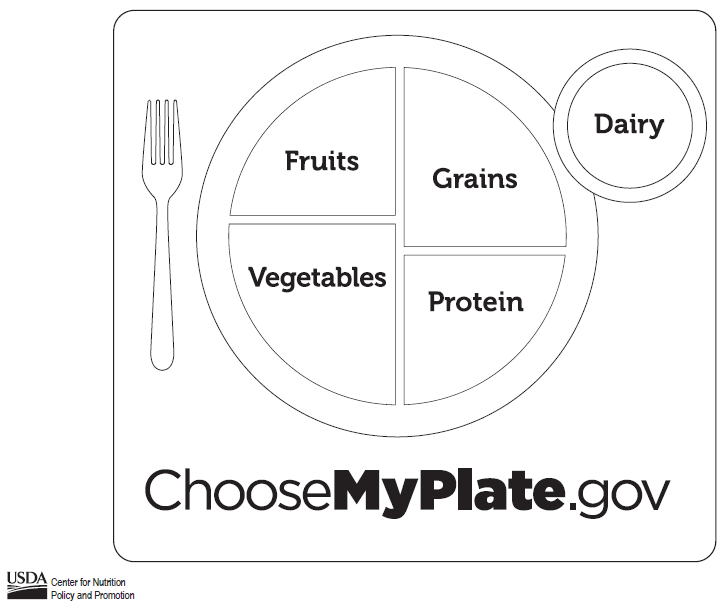 Fruits
Grains
Dairy
Vegetables
Protein
ChooseMyPlate.gov
USDA
Center for Nutrition
Policy and Promotion